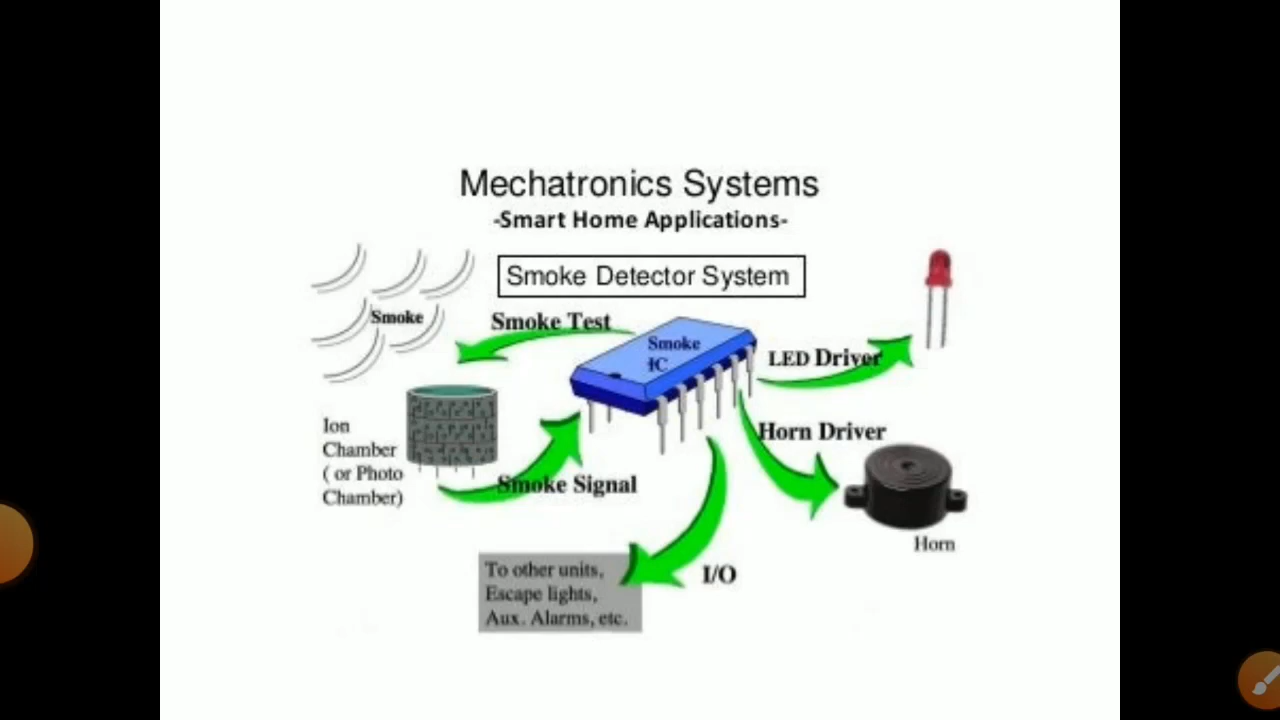 Mechatronics Systems
-Smart Home Applications-
Smoke Detector System
Smoke
Smoke Test
Smoke
IC
LED Driver
Ion
Chamber
( or Photo
Chamber)
Smoke Signal
Horn Driver
Horn
I/O
To other units,
Escape lights,
Aux. Alarms, etc.